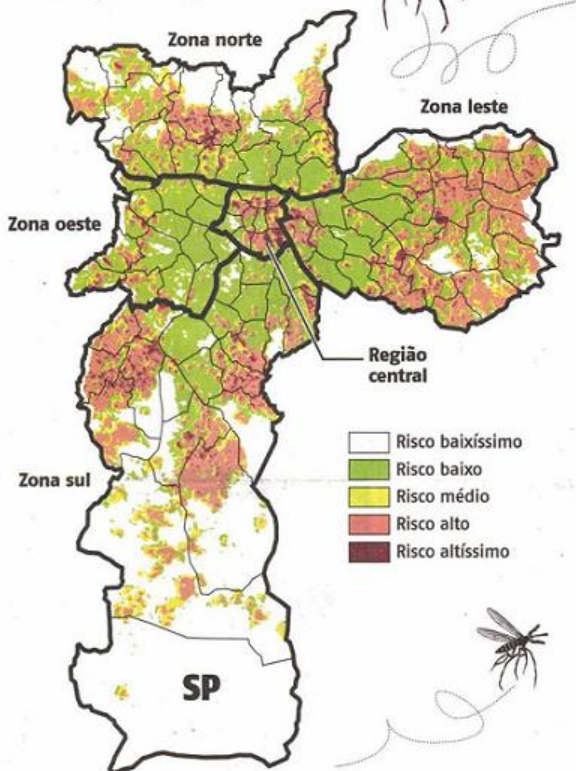 Zona norte
Zona leste
Zona oeste
Região
central
Risco baixíssimo
Risco baixo
Risco médio
Risco alto
Risco altíssimo
Zona sul
SP